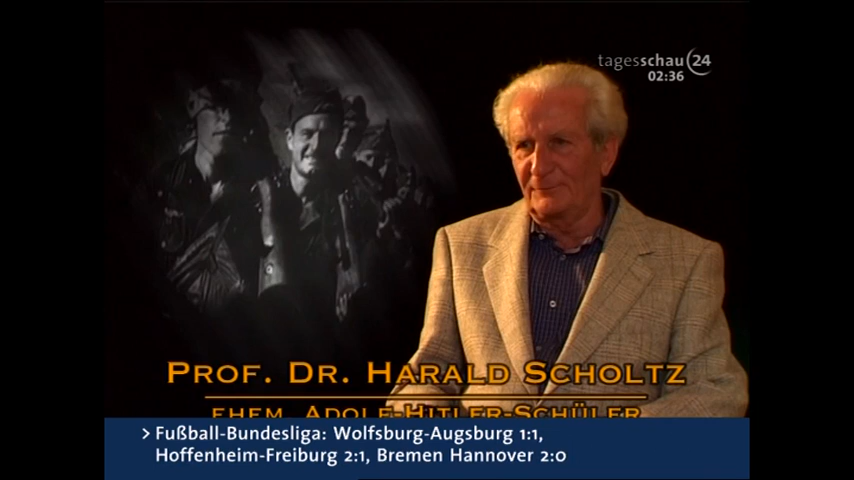 tagesschau24
02:36
PROF. DR. HARALD SCHOLTZ
EHEM. ADOLF-HITLER-SCHÜLER
> Fußball-Bundesliga: Wolfsburg-Augsburg 1:1,
Hoffenheim-Freiburg 2:1, Bremen Hannover 2:0